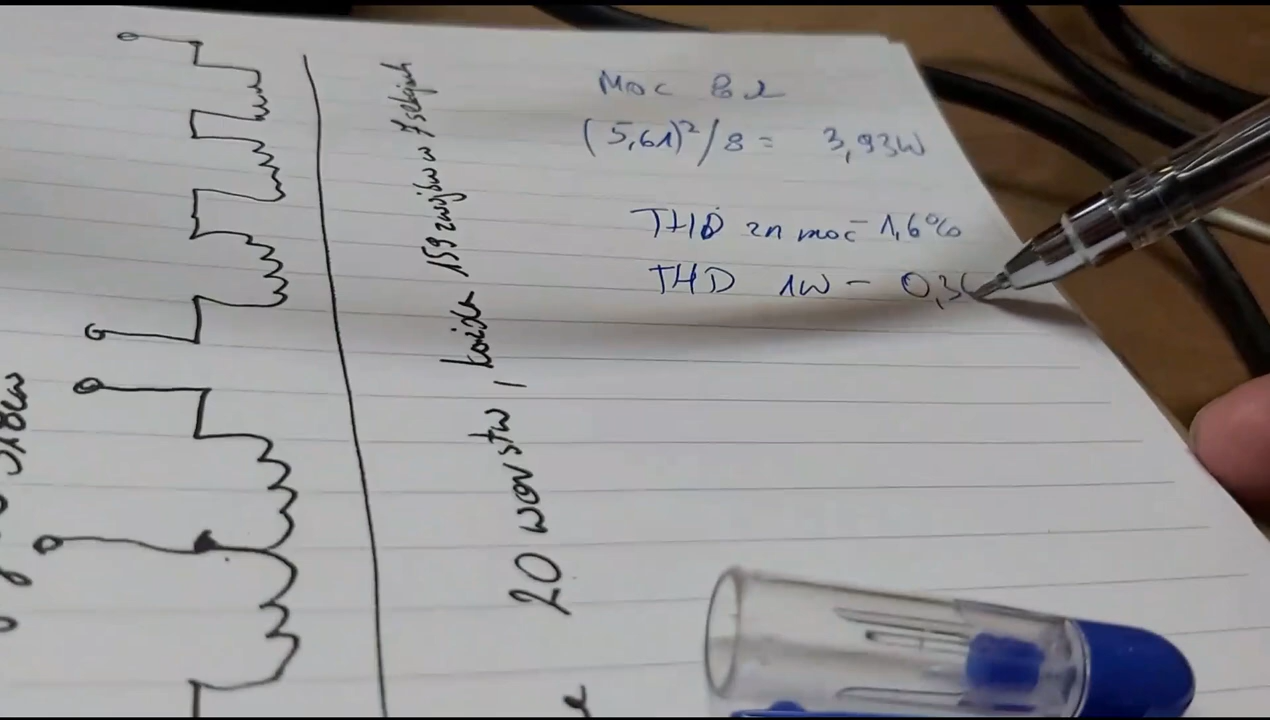 Moc 8Ω
(5,61)²/8 = 3,93W
THD zn moc - 1,6%
THD 1W - 0,3
20 warstw, każda 159 zwojów w 7 sekcjach